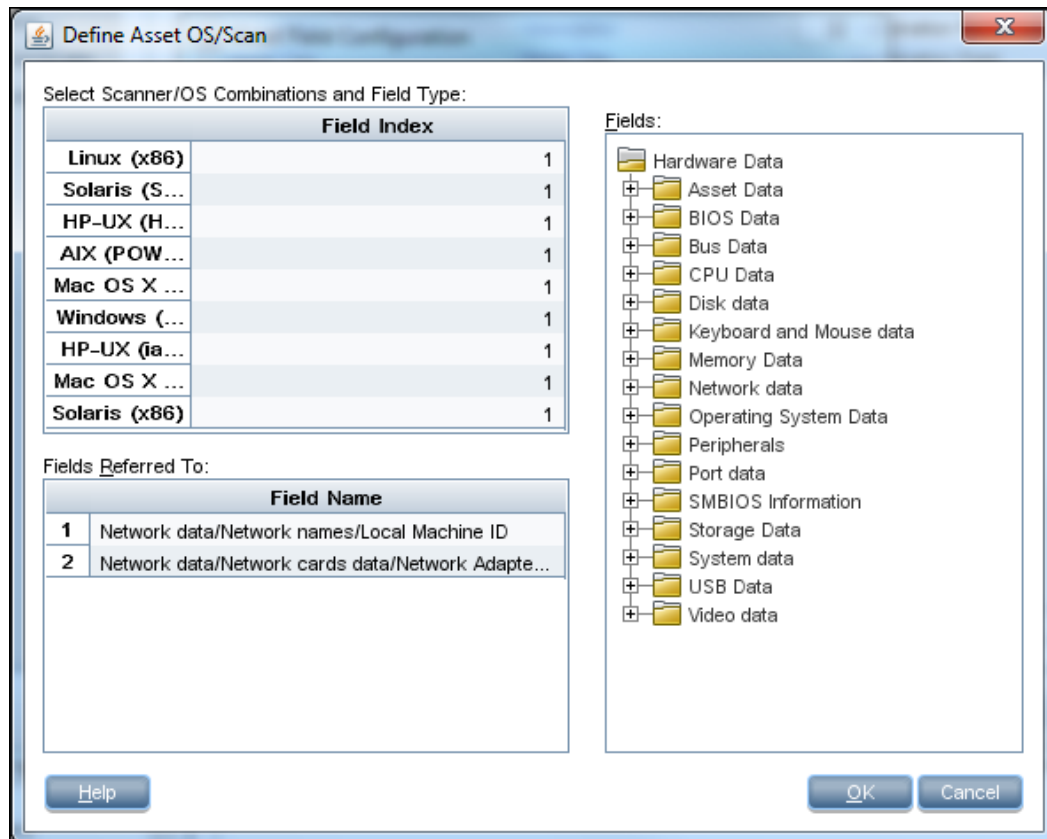 Define Asset OS/Scan
Select Scanner/OS Combinations and Field Type:
Field Index
Linux (x86) 1
Solaris (S... 1
HP-UX (H... 1
AIX (POW... 1
Mac OS X ... 1
Windows (... 1
HP-UX (ia... 1
Mac OS X ... 1
Solaris (x86) 1
Fields Referred To:
Field Name
1 Network data/Network names/Local Machine ID
2 Network data/Network cards data/Network Adapte...
Fields:
Hardware Data
Asset Data
BIOS Data
Bus Data
CPU Data
Disk data
Keyboard and Mouse data
Memory Data
Network data
Operating System Data
Peripherals
Port data
SMBIOS Information
Storage Data
System data
USB Data
Video data
Help
OK
Cancel